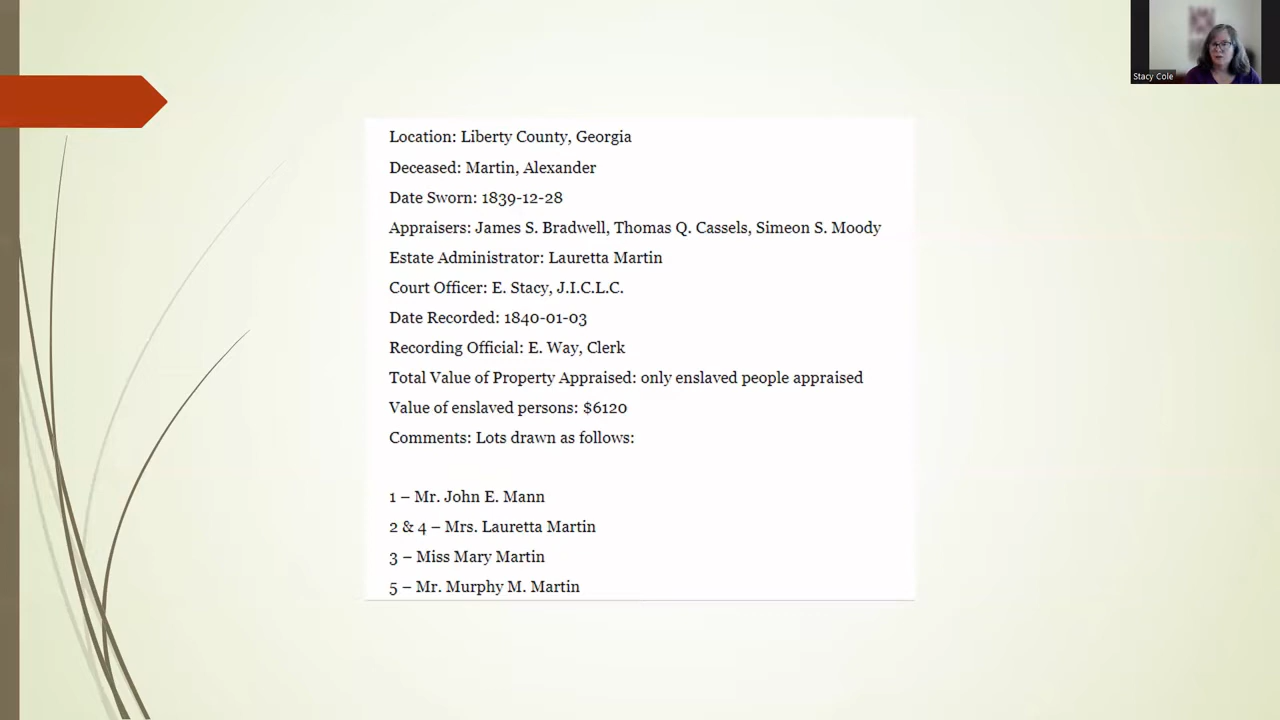 Stacy Cole
Location: Liberty County, Georgia
Deceased: Martin, Alexander
Date Sworn: 1839-12-28
Appraisers: James S. Bradwell, Thomas Q. Cassels, Simeon S. Moody
Estate Administrator: Lauretta Martin
Court Officer: E. Stacy, J.I.C.L.C.
Date Recorded: 1840-01-03
Recording Official: E. Way, Clerk
Total Value of Property Appraised: only enslaved people appraised
Value of enslaved persons: $6120
Comments: Lots drawn as follows:
1 – Mr. John E. Mann
2 & 4 – Mrs. Lauretta Martin
3 – Miss Mary Martin
5 – Mr. Murphy M. Martin